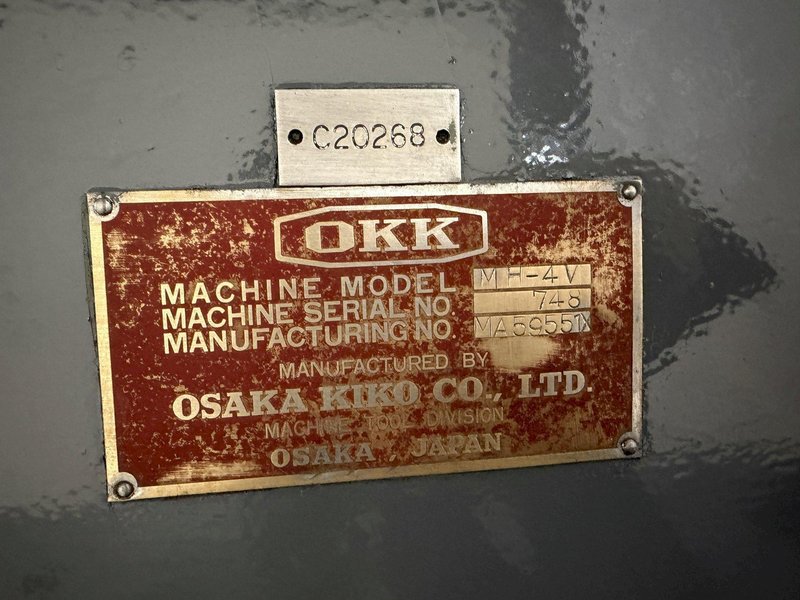 C20268
OKK
MACHINE MODEL MH-4V
MACHINE SERIAL NO. 748
MANUFACTURING NO. MA59551X
MANUFACTURED BY
OSAKA KIKO CO., LTD.
MACHINE TOOL DIVISION
OSAKA, JAPAN